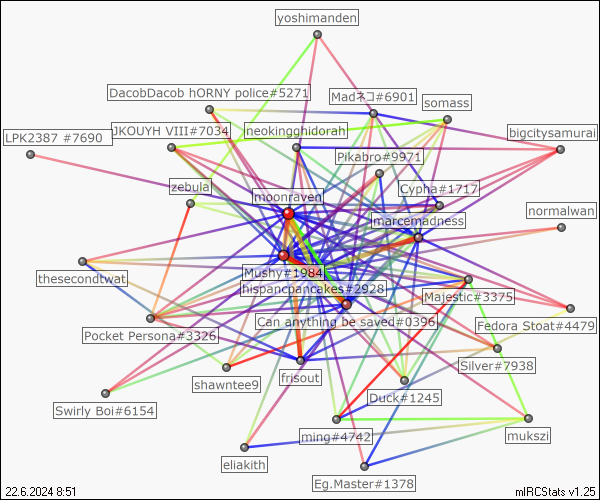 yoshimanden
DacobDacob hORNY police#5271
Madネコ#6901
somass
LPK2387 #7690
JKOUYH VIII#7034
neokingghidorah
bigcitysamurai
Pikabro#9971
zebula
moonraven
Cypha#1717
marcemadness
normalwan
thesecondtwat
Mushy#1984
hispancpancakes#2928
Majestic#3375
Pocket Persona#3326
Can anything be saved#0396
Fedora Stoat#4479
Silver#7938
shawntee9
frisout
Duck#1245
Swirly Boi#6154
ming#4742
mukszi
eliakith
Eg.Master#1378
22.6.2024 8:51
mIRCStats v1.25